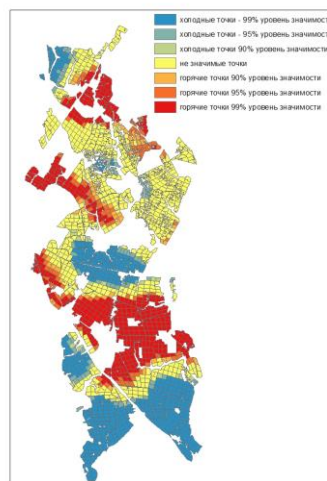 холодные точки - 99% уровень значимости
холодные точки - 95% уровень значимости
холодные точки 90% уровень значимости
не значимые точки
горячие точки 90% уровень значимости
горячие точки - 95% уровень значимости
горячие точки 99% уровень значимости